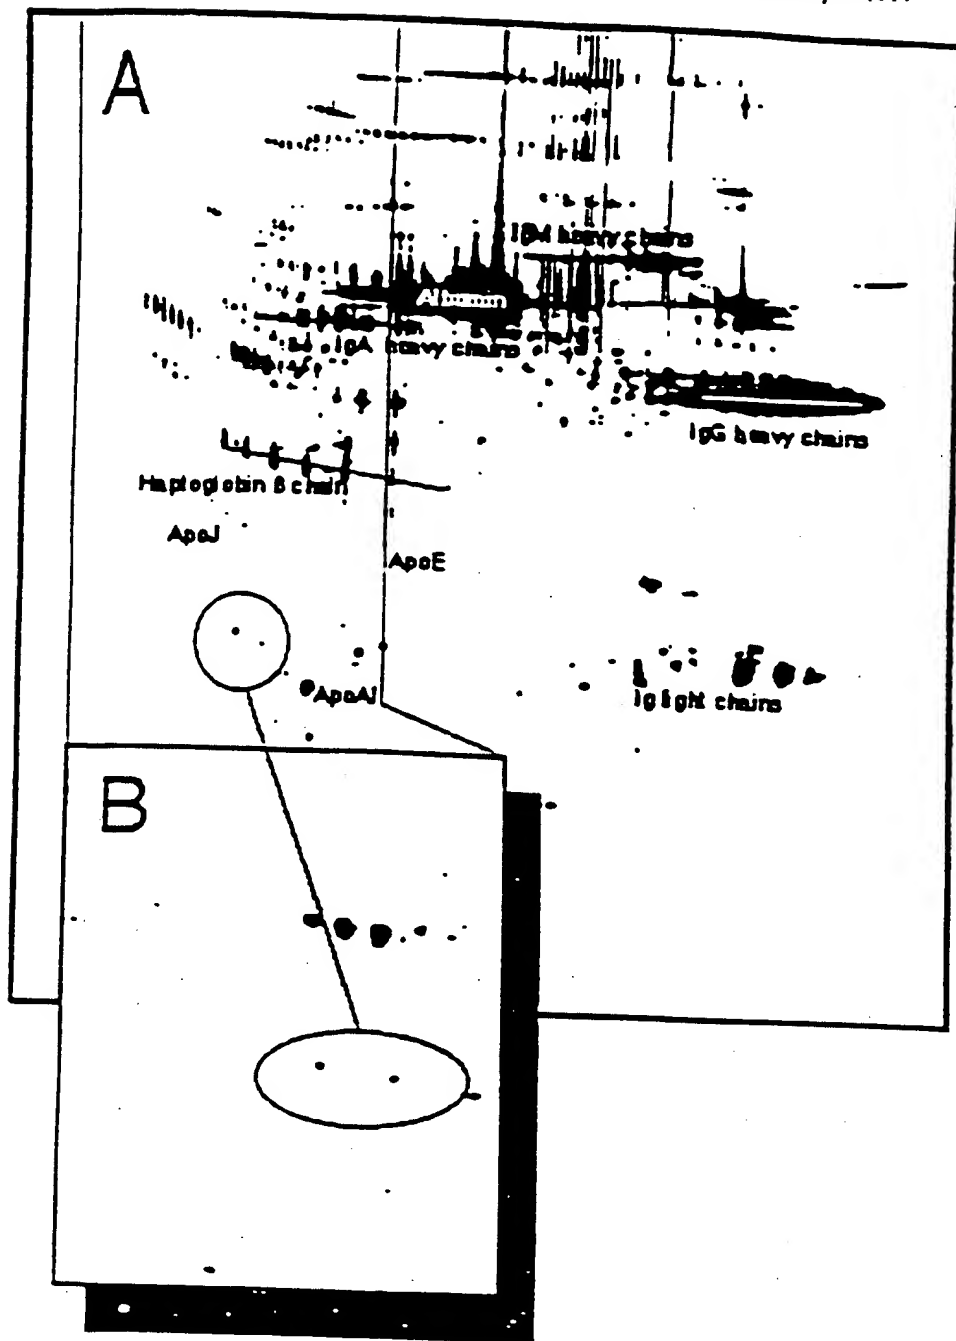 A
IgM heavy chains
Albumin
IgA heavy chains
IgG heavy chains
Haptoglobin B chain
ApoJ
ApoE
ApoAI
Ig light chains
B